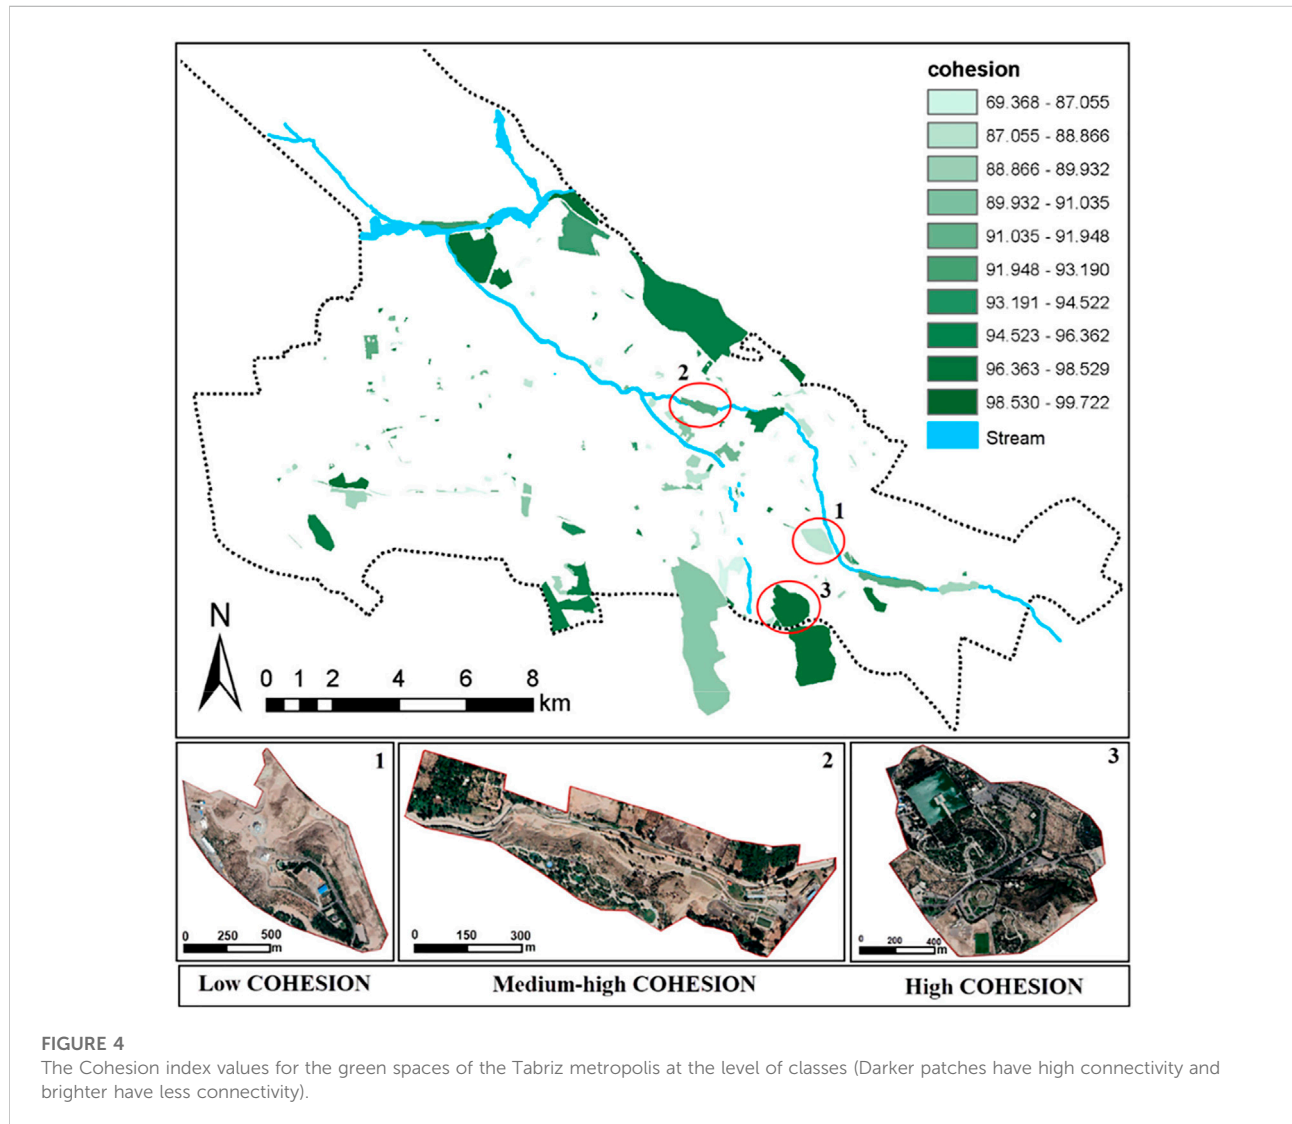 cohesion
69.368 - 87.055
87.055 - 88.866
88.866 - 89.932
89.932 - 91.035
91.035 - 91.948
91.948 - 93.190
93.191 - 94.522
94.523 - 96.362
96.363 - 98.529
98.530 - 99.722
Stream
2
1
3
N
0 1 2 4 6 8
km
1
0 250 500
m
2
0 150 300
m
3
0 200 400
m
Low COHESION
Medium-high COHESION
High COHESION
FIGURE 4
The Cohesion index values for the green spaces of the Tabriz metropolis at the level of classes (Darker patches have high connectivity and
brighter have less connectivity).